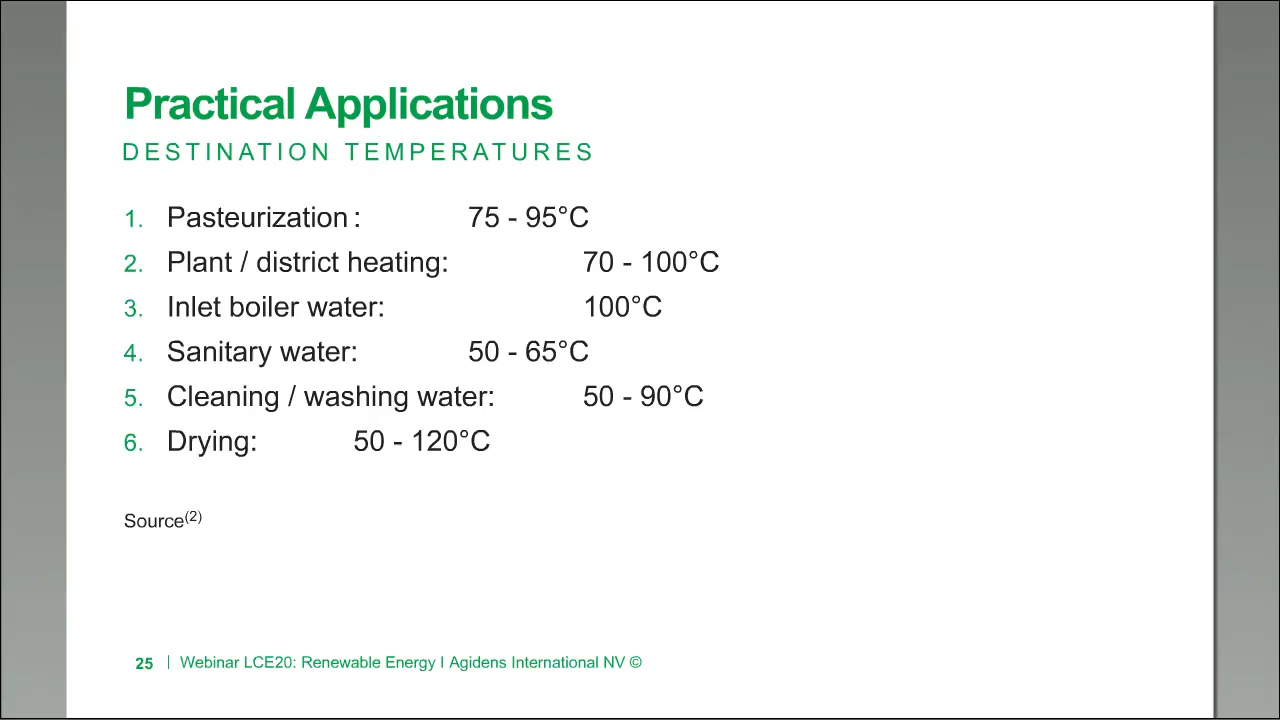 Practical Applications
DESTINATION TEMPERATURES
1. Pasteurization : 75 - 95°C
2. Plant / district heating: 70 - 100°C
3. Inlet boiler water: 100°C
4. Sanitary water: 50 - 65°C
5. Cleaning / washing water: 50 - 90°C
6. Drying: 50 - 120°C
Source(2)
25 | Webinar LCE20: Renewable Energy I Agidens International NV ©